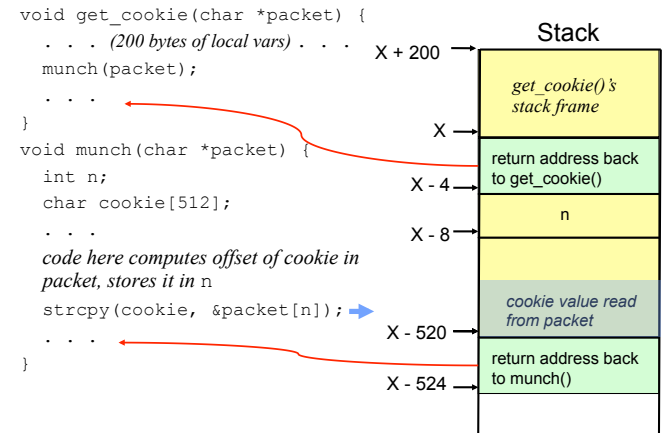 void get_cookie(char *packet) {
. . . (200 bytes of local vars) . . .
munch(packet);
. . .
}
void munch(char *packet) {
int n;
char cookie[512];
. . .
code here computes offset of cookie in
packet, stores it in n
strcpy(cookie, &packet[n]);
. . .
}
Stack
X + 200
get_cookie()'s
stack frame
X
return address back
to get_cookie()
X - 4
n
X - 8
cookie value read
from packet
X - 520
return address back
to munch()
X - 524